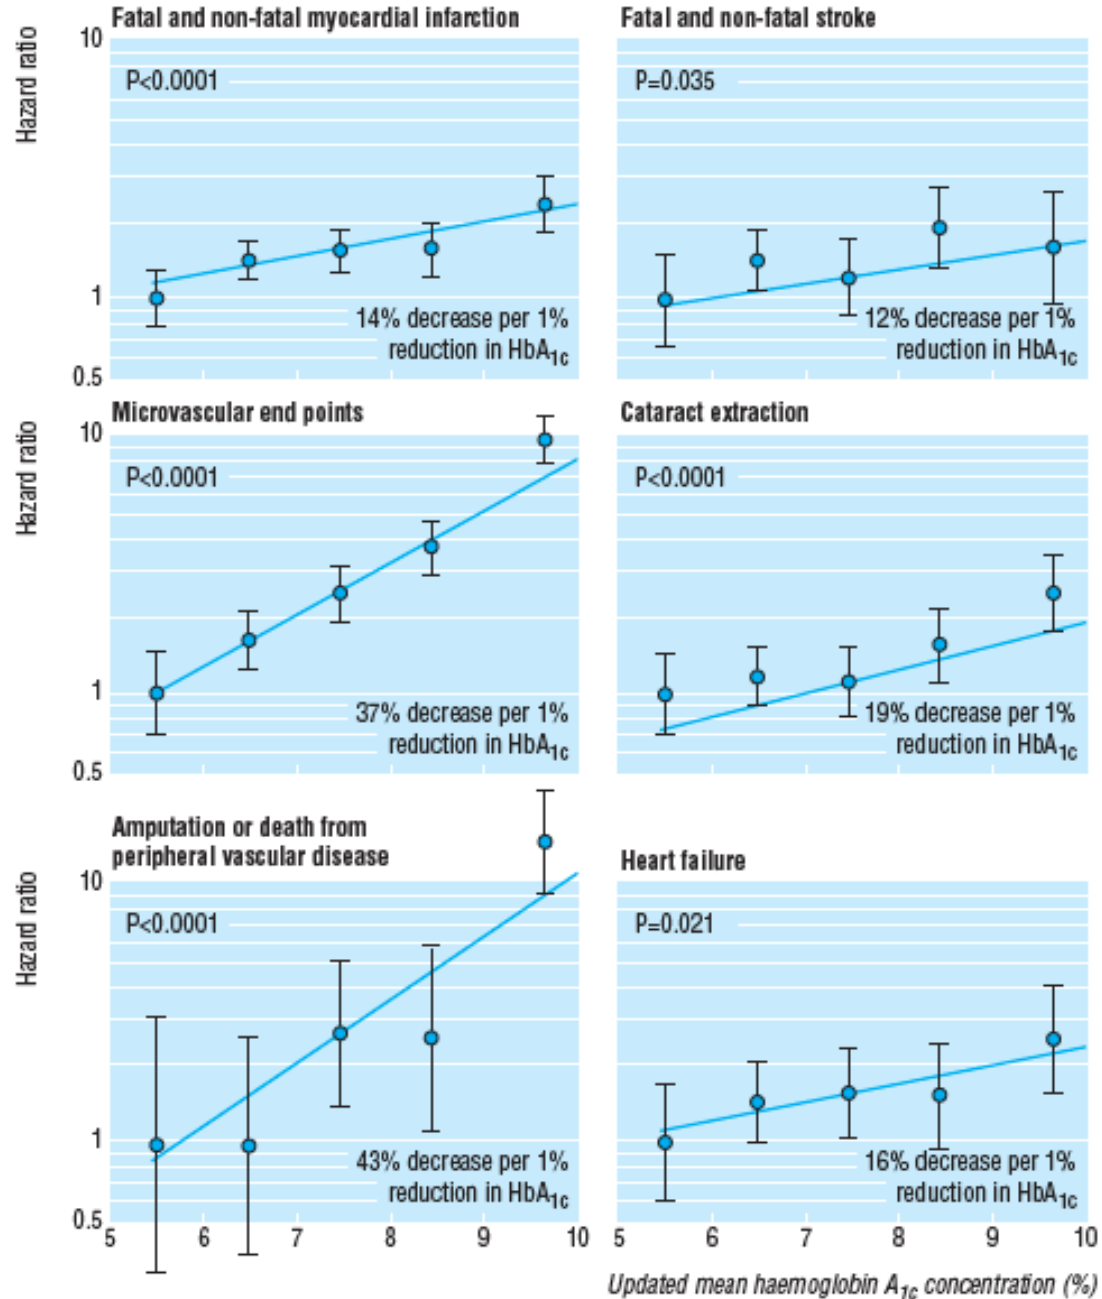 Fatal and non-fatal myocardial infarction
Hazard ratio
10
P<0.0001
1
14% decrease per 1%
reduction in HbA1c
0.5
Fatal and non-fatal stroke
P=0.035
12% decrease per 1%
reduction in HbA1c
Microvascular end points
Hazard ratio
10
P<0.0001
1
37% decrease per 1%
reduction in HbA1c
0.5
Cataract extraction
P<0.0001
19% decrease per 1%
reduction in HbA1c
Amputation or death from
peripheral vascular disease
Hazard ratio
10
P<0.0001
1
43% decrease per 1%
reduction in HbA1c
0.5
5 6 7 8 9 10
Heart failure
P=0.021
16% decrease per 1%
reduction in HbA1c
5 6 7 8 9 10
Updated mean haemoglobin A1c concentration (%)